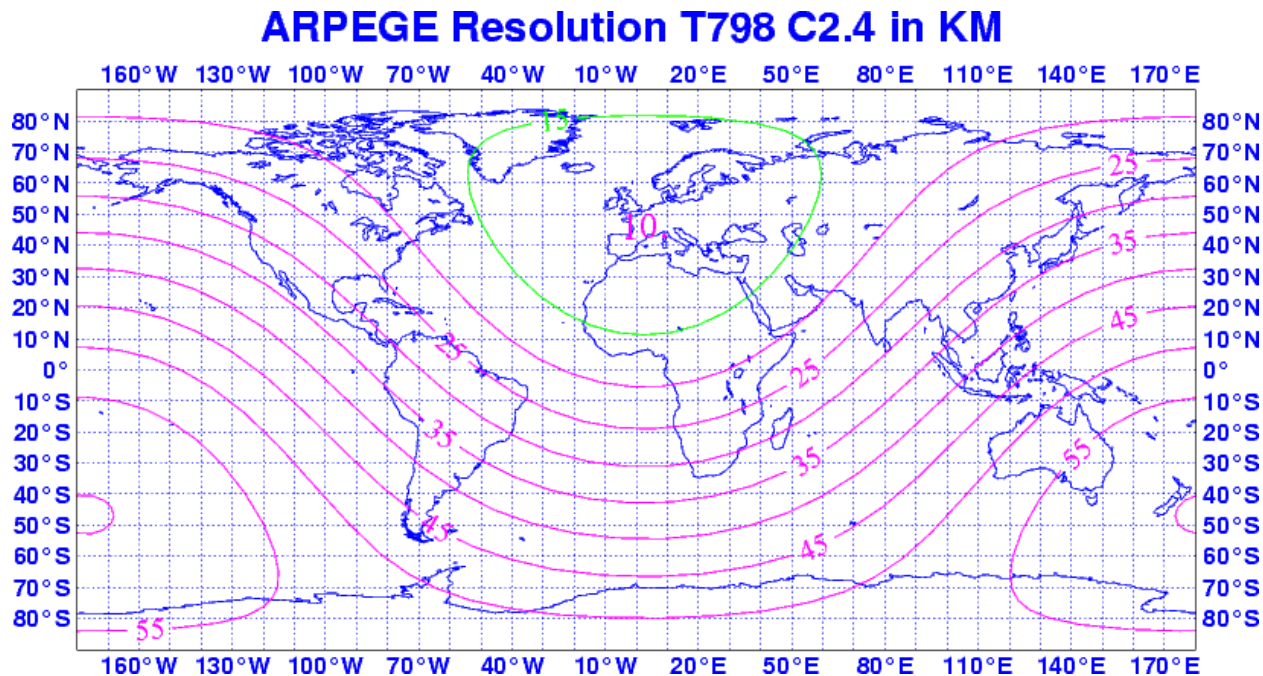 ARPEGE Resolution T798 C2.4 in KM
160°W 130°W 100°W 70°W 40°W 10°W 20°E 50°E 80°E 110°E 140°E 170°E
15
80°N 80°N
70°N 70°N
25
60°N 60°N
50°N 50°N
10
40°N 35 40°N
30°N 30°N
20°N 45 20°N
10°N 10°N
25
0° 25 0°
10°S 10°S
20°S 35 20°S
55
30°S 35 30°S
40°S 40°S
50°S 45 50°S
60°S 45 60°S
70°S 70°S
80°S 55 80°S
160°W 130°W 100°W 70°W 40°W 10°W 20°E 50°E 80°E 110°E 140°E 170°E